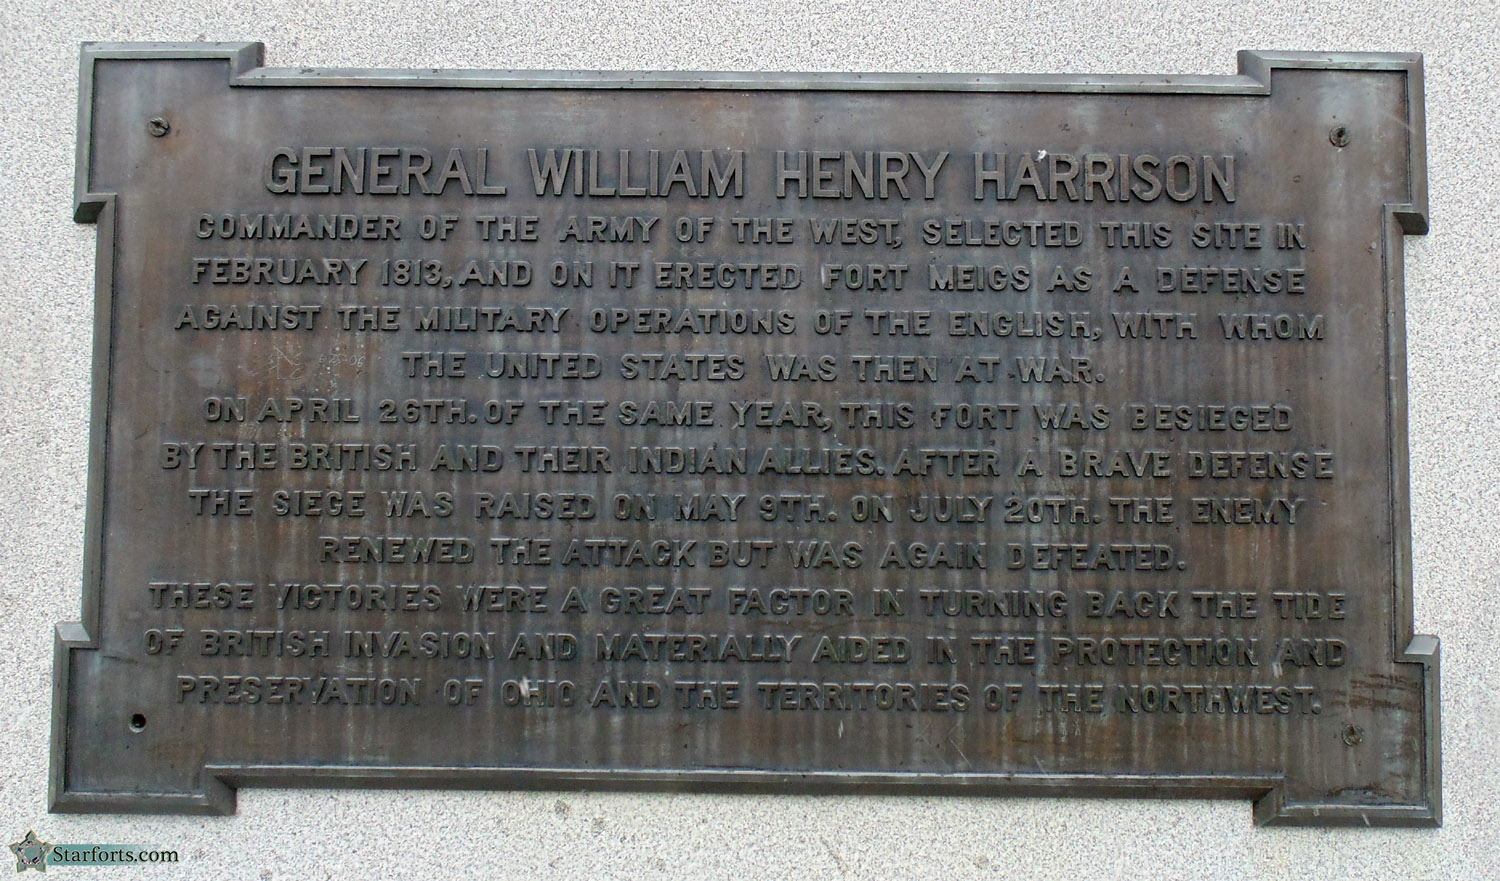 GENERAL WILLIAM HENRY HARRISON
COMMANDER OF THE ARMY OF THE WEST, SELECTED THIS SITE IN
FEBRUARY 1813, AND ON IT ERECTED FORT MEIGS AS A DEFENSE
AGAINST THE MILITARY OPERATIONS OF THE ENGLISH, WITH WHOM
THE UNITED STATES WAS THEN AT WAR.
ON APRIL 26TH. OF THE SAME YEAR, THIS FORT WAS BESIEGED
BY THE BRITISH AND THEIR INDIAN ALLIES. AFTER A BRAVE DEFENSE
THE SIEGE WAS RAISED ON MAY 9TH. ON JULY 20TH. THE ENEMY
RENEWED THE ATTACK BUT WAS AGAIN DEFEATED.
THESE VICTORIES WERE A GREAT FACTOR IN TURNING BACK THE TIDE
OF BRITISH INVASION AND MATERIALLY AIDED IN THE PROTECTION AND
PRESERVATION OF OHIO AND THE TERRITORIES OF THE NORTHWEST.
Starforts.com